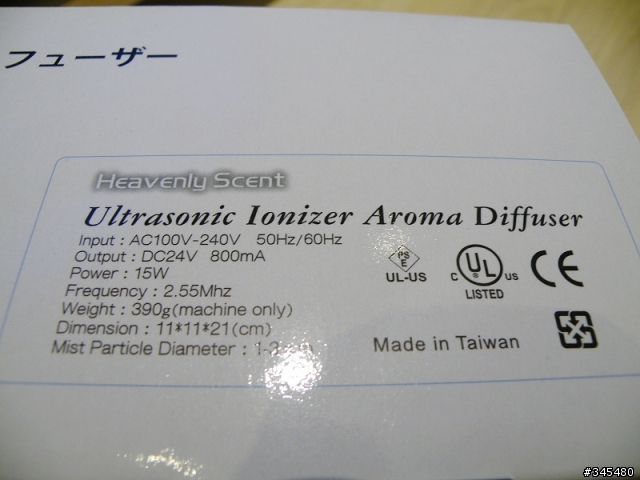 フューザー
Heavenly Scent
Ultrasonic Ionizer Aroma Diffuser
Input : AC100V-240V 50Hz/60Hz
Output : DC24V 800mA
Power : 15W
Frequency : 2.55Mhz
Weight : 390g(machine only)
Dimension : 11*11*21(cm)
Mist Particle Diameter :
PS
E
UL-US
C UL US
LISTED
CE
Made in Taiwan
#345480